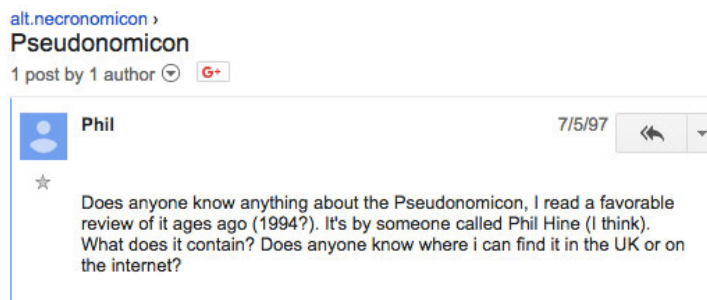 alt.necronomicon ›
Pseudonomicon
1 post by 1 author G+
Phil 7/5/97
Does anyone know anything about the Pseudonomicon, I read a favorable
review of it ages ago (1994?). It's by someone called Phil Hine (I think).
What does it contain? Does anyone know where i can find it in the UK or on
the internet?